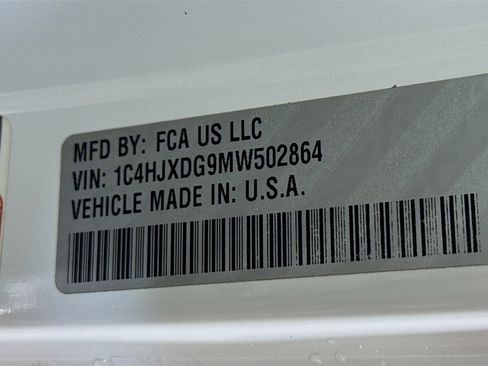 MFD BY: FCA US LLC
VIN: 1C4HJXDG9MW502864
VEHICLE MADE IN: U.S.A.